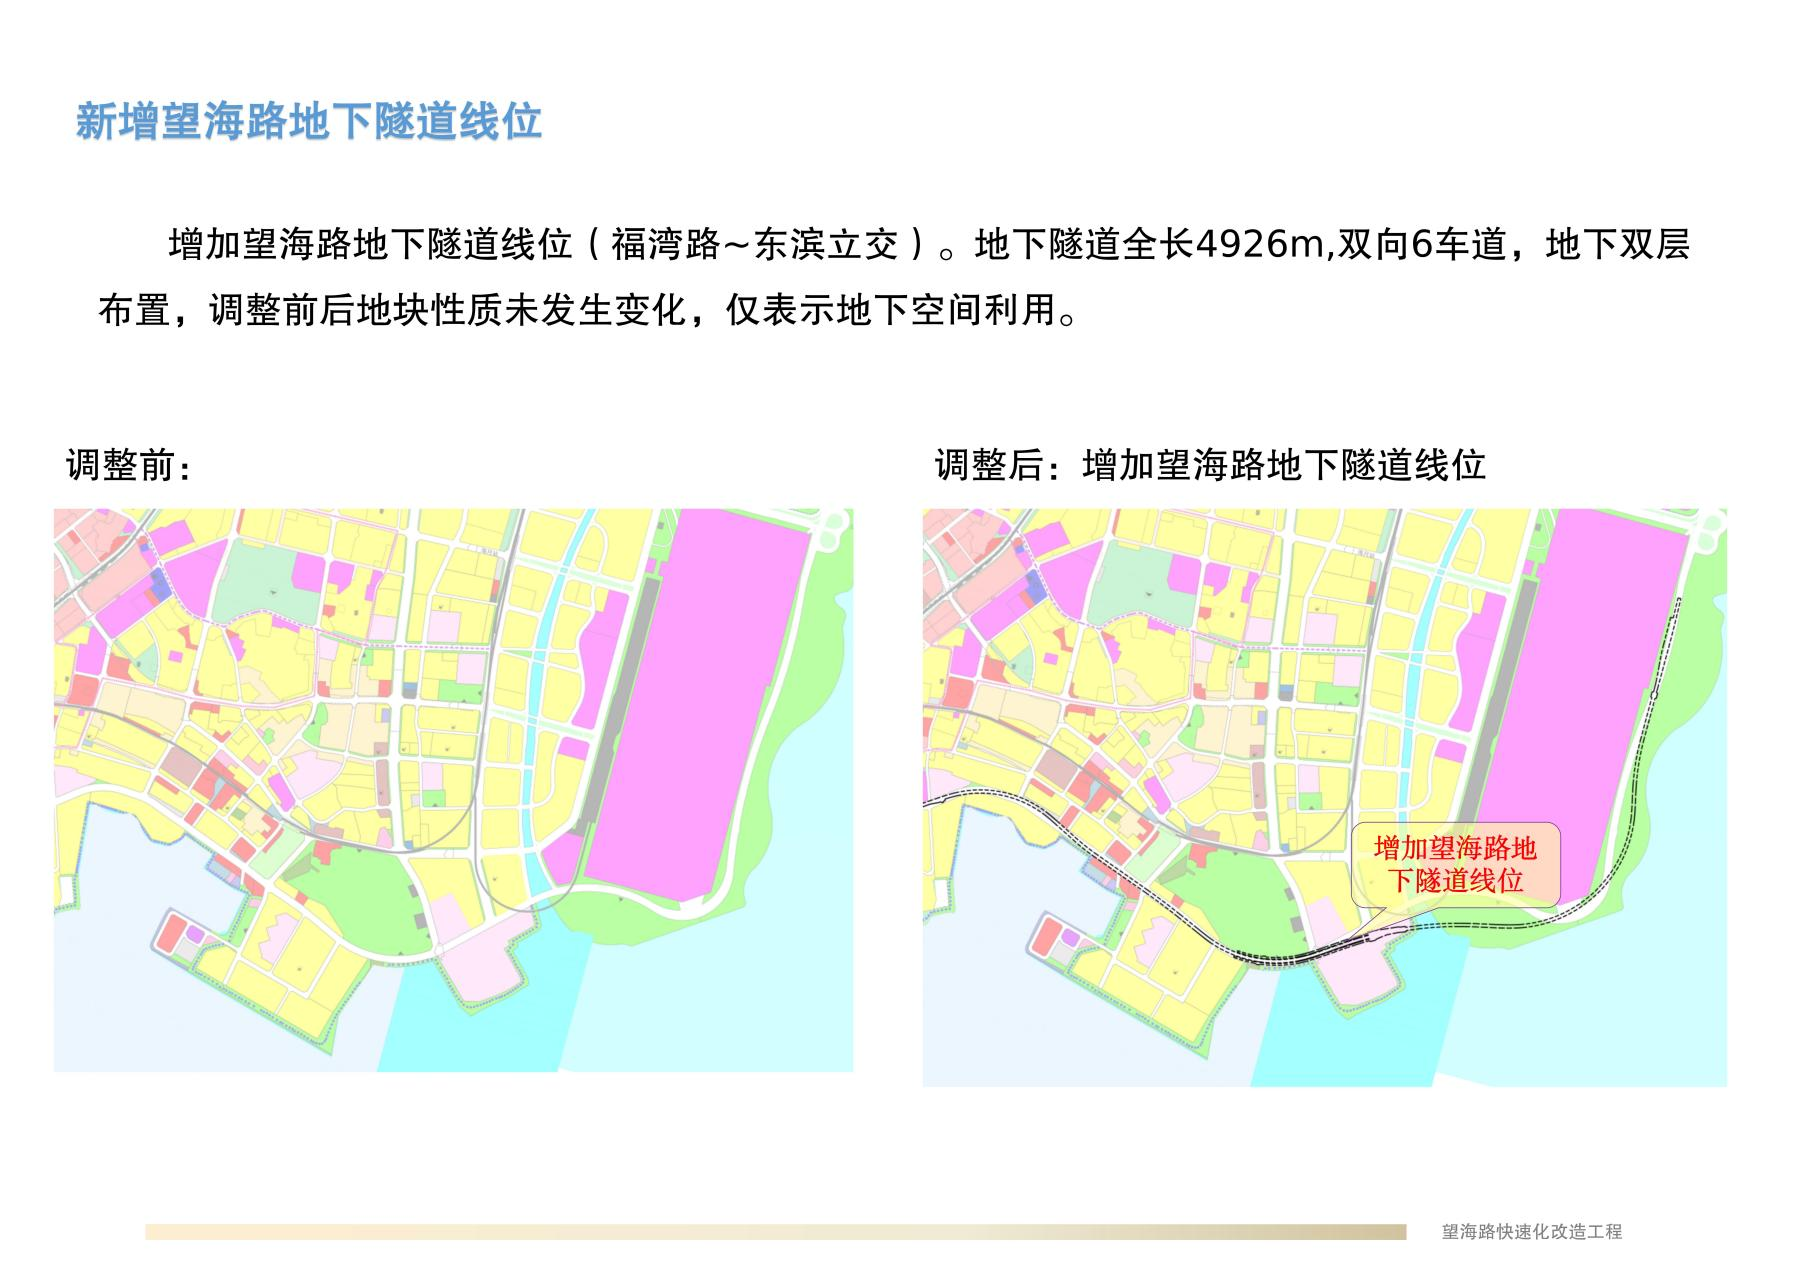 新增望海路地下隧道线位
增加望海路地下隧道线位（福湾路~东滨立交）。地下隧道全长4926m,双向6车道，地下双层
布置，调整前后地块性质未发生变化，仅表示地下空间利用。
调整前：
调整后：增加望海路地下隧道线位
增加望海路地
下隧道线位
望海路快速化改造工程